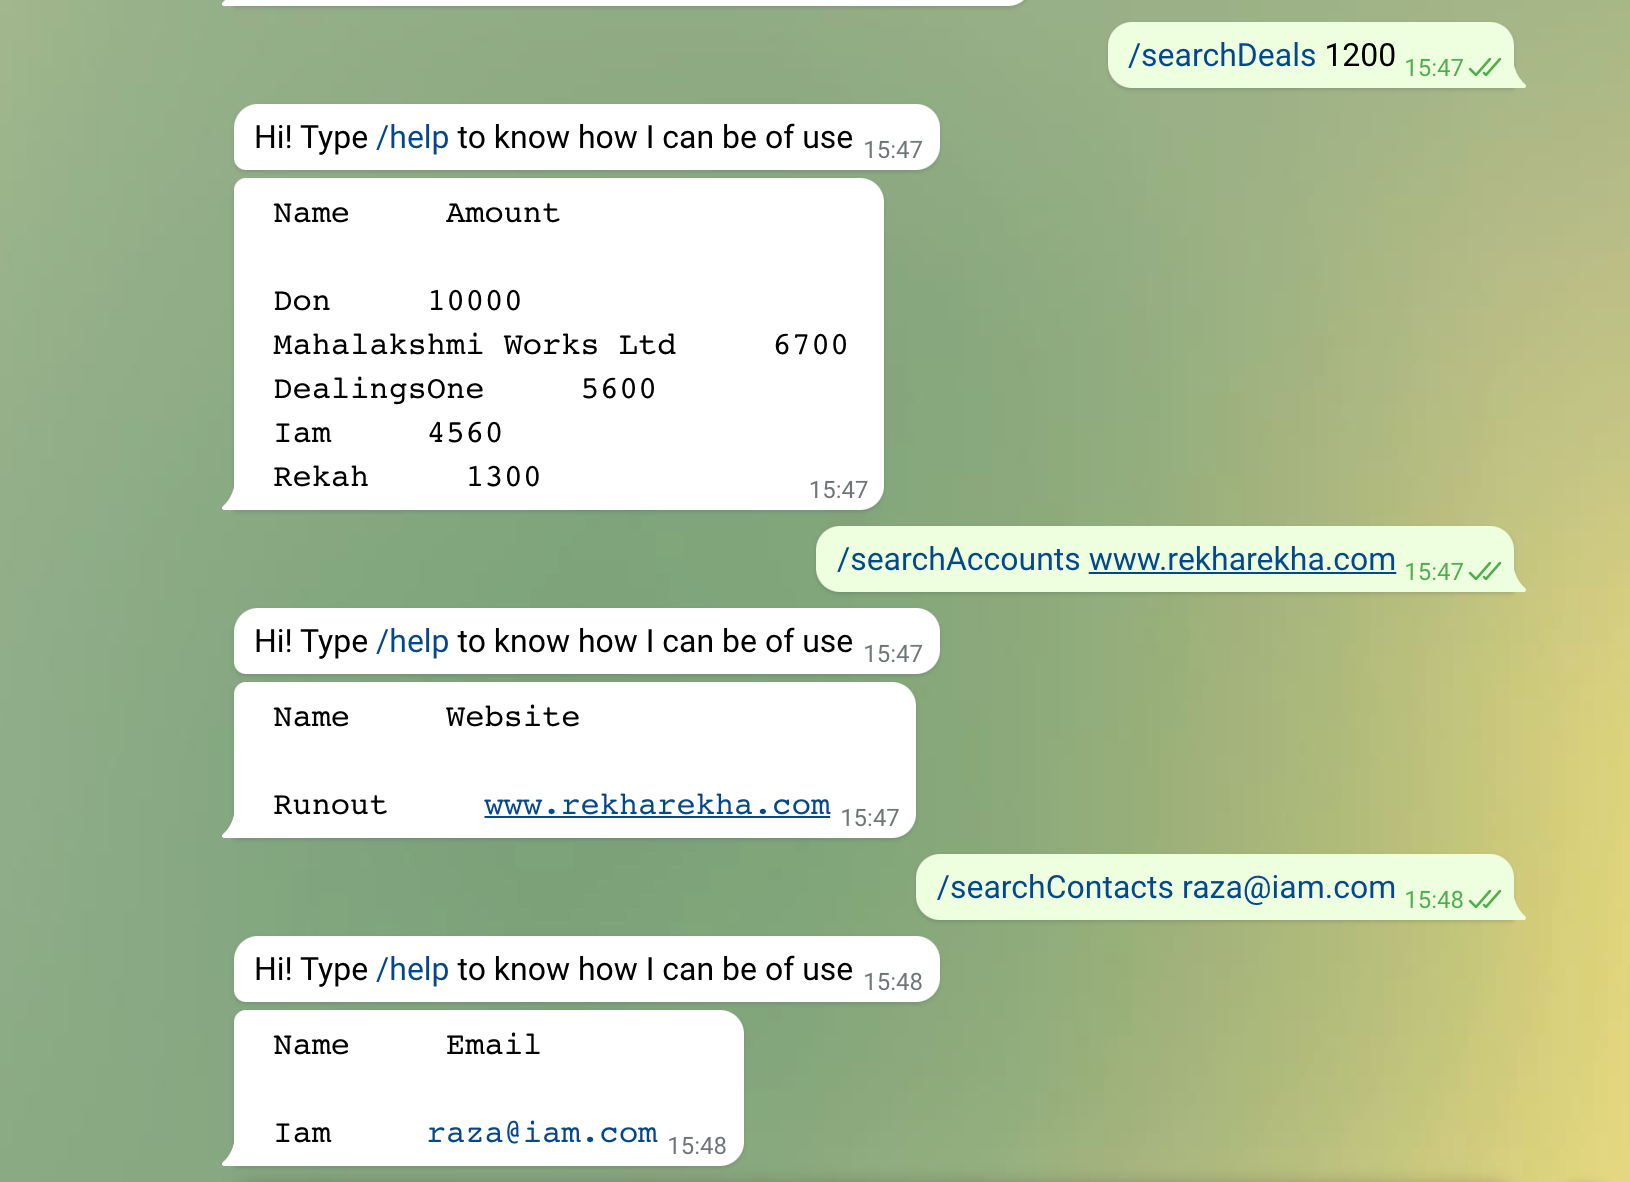 /searchDeals 1200 15:47
Hi! Type /help to know how I can be of use 15:47
Name Amount
Don 10000
Mahalakshmi Works Ltd 6700
DealingsOne 5600
Iam 4560
Rekah 1300
15:47
/searchAccounts www.rekharekha.com 15:47
Hi! Type /help to know how I can be of use 15:47
Name Website
Runout www.rekharekha.com 15:47
/searchContacts raza@iam.com 15:48
Hi! Type /help to know how I can be of use 15:48
Name Email
Iam raza@iam.com 15:48